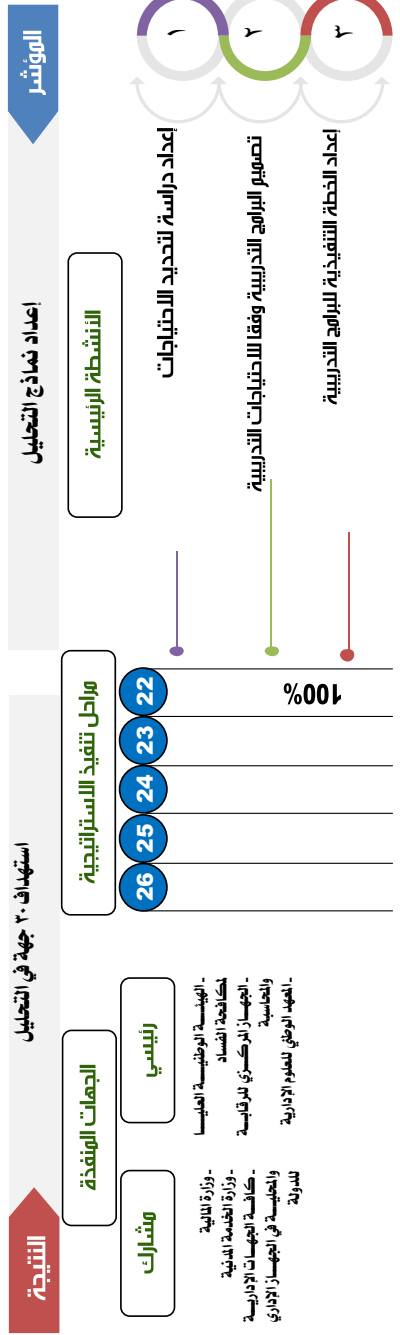 المؤشر
إعداد نماذج التحليل
استهداف ٣٠ جهة في التحليل
النتيجة
الأنشطة الرئيسية
مراحل تنفيذ الاستراتيجية
الجهات المنفذة
22
23
24
25
26
رئيسي
مشارك
١
إعداد دراسة لتحديد الاحتياجات
٢
تصميم البرامج التدريبية وفقا للاحتياجات التدريبية
٣
إعداد الخطة التنفيذية للبرامج التدريبية
100%
-الهيئة الوطنية العليا
لمكافحة الفساد
-الجهاز المركزي للرقابة
والمحاسبة
-المعهد الوطني للعلوم الإدارية
-وزارة المالية
-وزارة الخدمة المدنية
-كافة الجهات الإدارية
والمحلية في الجهاز الإداري
للدولة